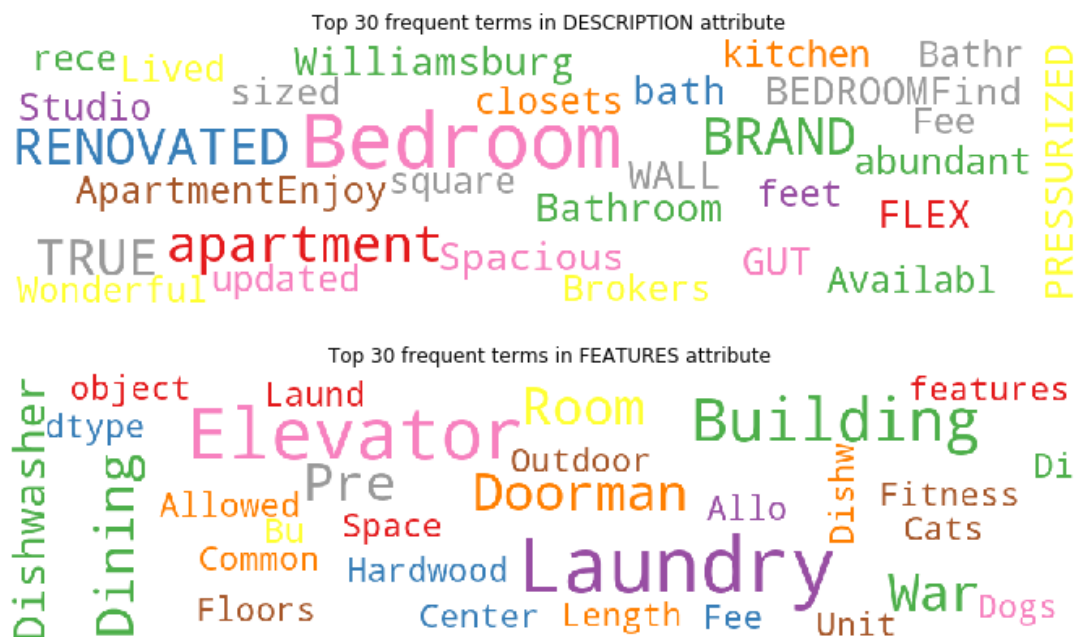 Top 30 frequent terms in DESCRIPTION attribute
rece
Lived
Williamsburg
kitchen
Bathr
PRESSURIZED
Studio
sized
closets
bath
BEDROOMFind
Fee
RENOVATED
Bedroom
BRAND
abundant
ApartmentEnjoy
square
WALL
feet
Bathroom
FLEX
TRUE
apartment
Spacious
GUT
Availabl
Wonderful
updated
Brokers
Top 30 frequent terms in FEATURES attribute
Dishwasher
object
Laund
Room
Building
features
dtype
Elevator
Outdoor
Di
Dining
Pre
Doorman
Dishw
Fitness
Allowed
Bu
Space
Allo
Cats
Common
Hardwood
Laundry
War
Dogs
Floors
Center
Length
Fee
Unit